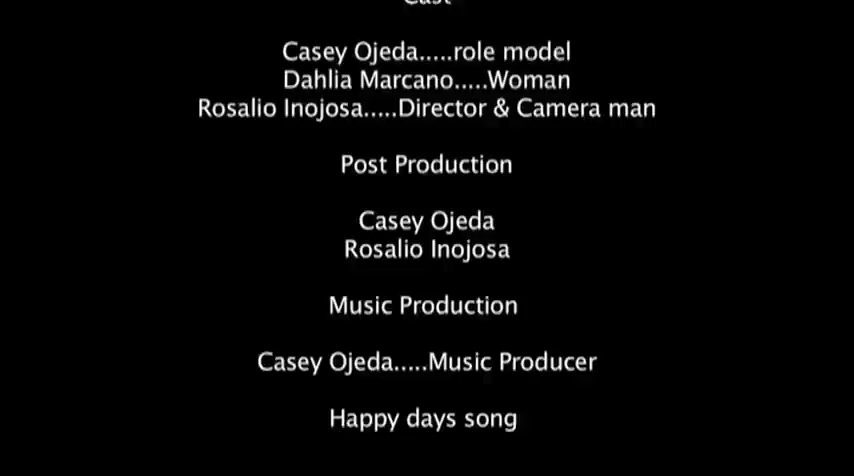 Cast
Casey Ojeda.....role model
Dahlia Marcano.....Woman
Rosalio Inojosa.....Director & Camera man
Post Production
Casey Ojeda
Rosalio Inojosa
Music Production
Casey Ojeda.....Music Producer
Happy days song